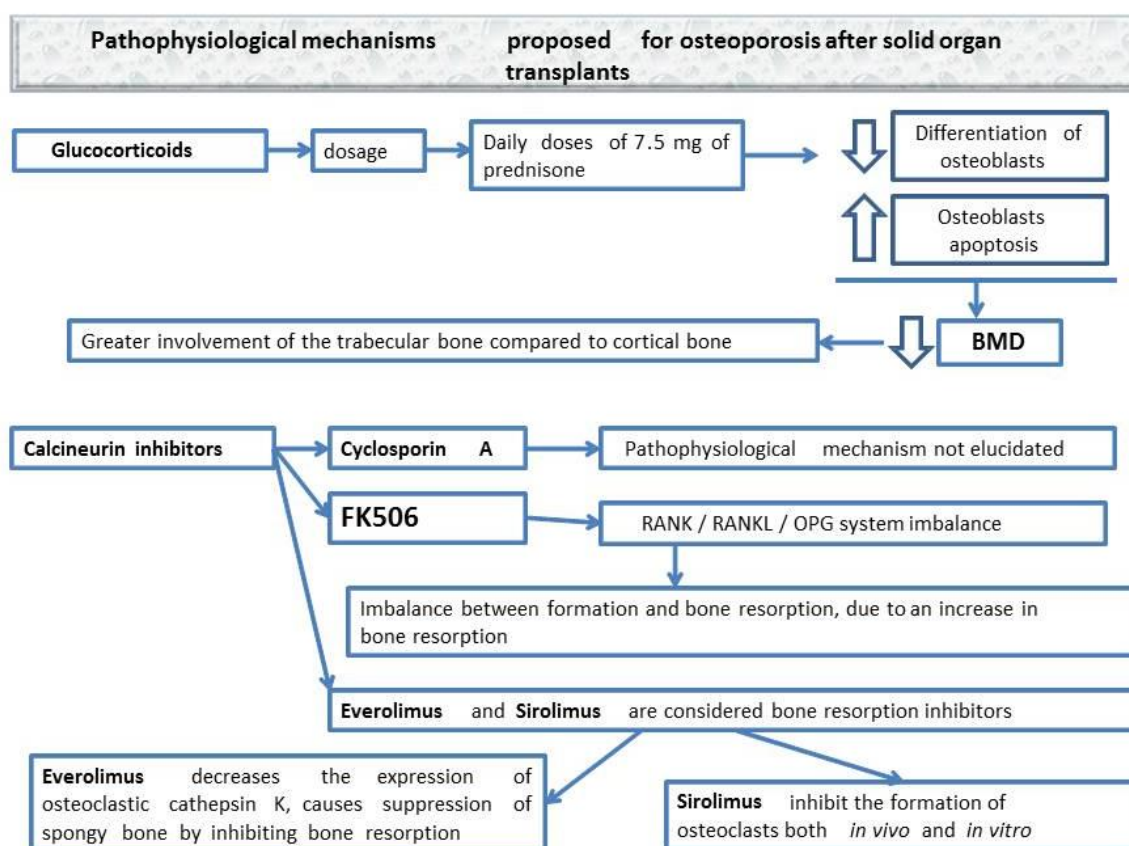 Pathophysiological mechanisms proposed for osteoporosis after solid organ
transplants
Glucocorticoids
dosage
Daily doses of 7.5 mg of
prednisone
Differentiation of
osteoblasts
Osteoblasts
apoptosis
Greater involvement of the trabecular bone compared to cortical bone
BMD
Calcineurin inhibitors
Cyclosporin A
Pathophysiological mechanism not elucidated
FK506
RANK / RANKL / OPG system imbalance
Imbalance between formation and bone resorption, due to an increase in
bone resorption
Everolimus and Sirolimus are considered bone resorption inhibitors
Everolimus decreases the expression of
osteoclastic cathepsin K, causes suppression of
spongy bone by inhibiting bone resorption
Sirolimus inhibit the formation of
osteoclasts both in vivo and in vitro